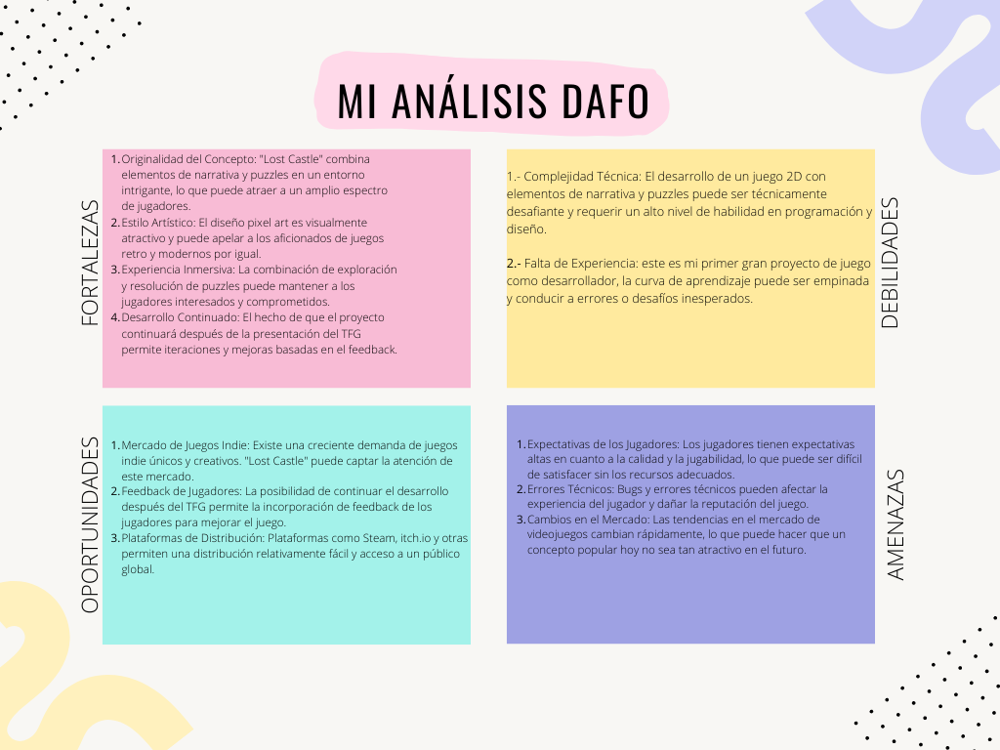 MI ANÁLISIS DAFO
FORTALEZAS
1. Originalidad del Concepto: "Lost Castle" combina
elementos de narrativa y puzzles en un entorno
intrigante, lo que puede atraer a un amplio espectro
de jugadores.
2. Estilo Artístico: El diseño pixel art es visualmente
atractivo y puede apelar a los aficionados de juegos
retro y modernos por igual.
3. Experiencia Inmersiva: La combinación de exploración
y resolución de puzzles puede mantener a los
jugadores interesados y comprometidos.
4. Desarrollo Continuado: El hecho de que el proyecto
continuará después de la presentación del TFG
permite iteraciones y mejoras basadas en el feedback.
DEBILIDADES
1.- Complejidad Técnica: El desarrollo de un juego 2D con
elementos de narrativa y puzzles puede ser técnicamente
desafiante y requerir un alto nivel de habilidad en programación y
diseño.
2.- Falta de Experiencia: este es mi primer gran proyecto de juego
como desarrollador, la curva de aprendizaje puede ser empinada
y conducir a errores o desafíos inesperados.
OPORTUNIDADES
1. Mercado de Juegos Indie: Existe una creciente demanda de juegos
indie únicos y creativos. "Lost Castle" puede captar la atención de
este mercado.
2. Feedback de Jugadores: La posibilidad de continuar el desarrollo
después del TFG permite la incorporación de feedback de los
jugadores para mejorar el juego.
3. Plataformas de Distribución: Plataformas como Steam, itch.io y otras
permiten una distribución relativamente fácil y acceso a un público
global.
AMENAZAS
1. Expectativas de los Jugadores: Los jugadores tienen expectativas
altas en cuanto a la calidad y la jugabilidad, lo que puede ser difícil
de satisfacer sin los recursos adecuados.
2. Errores Técnicos: Bugs y errores técnicos pueden afectar la
experiencia del jugador y dañar la reputación del juego.
3. Cambios en el Mercado: Las tendencias en el mercado de
videojuegos cambian rápidamente, lo que puede hacer que un
concepto popular hoy no sea tan atractivo en el futuro.